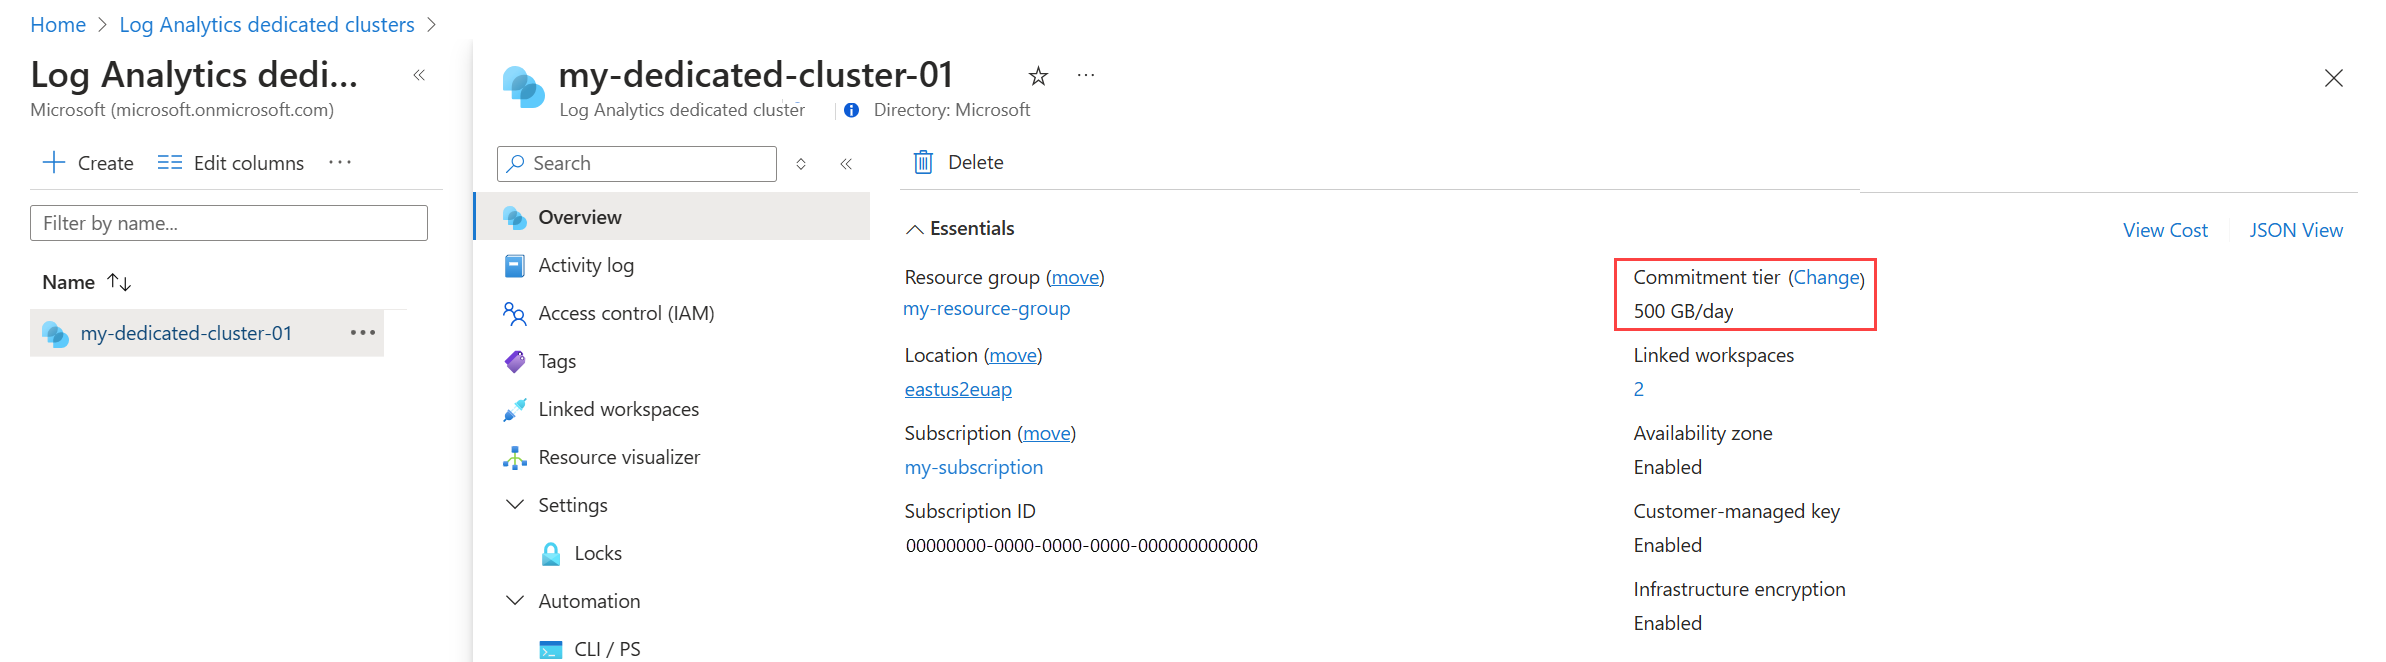 Home > Log Analytics dedicated clusters >
Log Analytics dedi... «
Microsoft (microsoft.onmicrosoft.com)
+ Create Edit columns ...
Filter by name...
Name ↑↓
my-dedicated-cluster-01 ...
my-dedicated-cluster-01 ☆ ...
Log Analytics dedicated cluster | Directory: Microsoft
Search «
Overview
Activity log
Access control (IAM)
Tags
Linked workspaces
Resource visualizer
Settings
Locks
Automation
CLI / PS
Delete
Essentials
View Cost JSON View
Resource group (move)
my-resource-group
Location (move)
eastus2euap
Subscription (move)
my-subscription
Subscription ID
00000000-0000-0000-0000-000000000000
Commitment tier (Change)
500 GB/day
Linked workspaces
2
Availability zone
Enabled
Customer-managed key
Enabled
Infrastructure encryption
Enabled